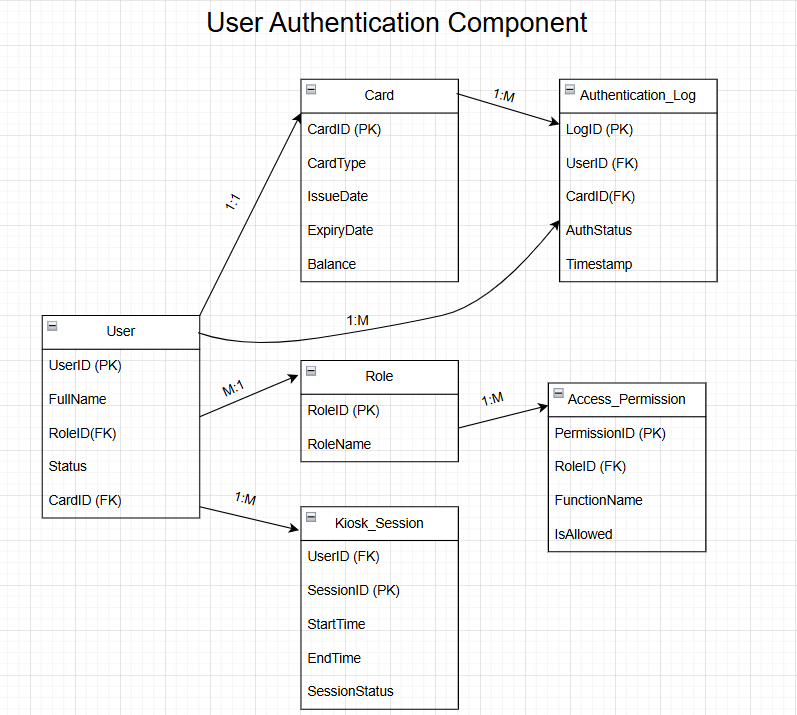 User Authentication Component
Card
CardID (PK)
CardType
IssueDate
ExpiryDate
Balance
1:M
Authentication_Log
LogID (PK)
UserID (FK)
CardID(FK)
AuthStatus
Timestamp
1:1
1:M
User
UserID (PK)
FullName
RoleID(FK)
Status
CardID (FK)
M:1
Role
RoleID (PK)
RoleName
1:M
Access_Permission
PermissionID (PK)
RoleID (FK)
FunctionName
IsAllowed
1:M
Kiosk_Session
UserID (FK)
SessionID (PK)
StartTime
EndTime
SessionStatus